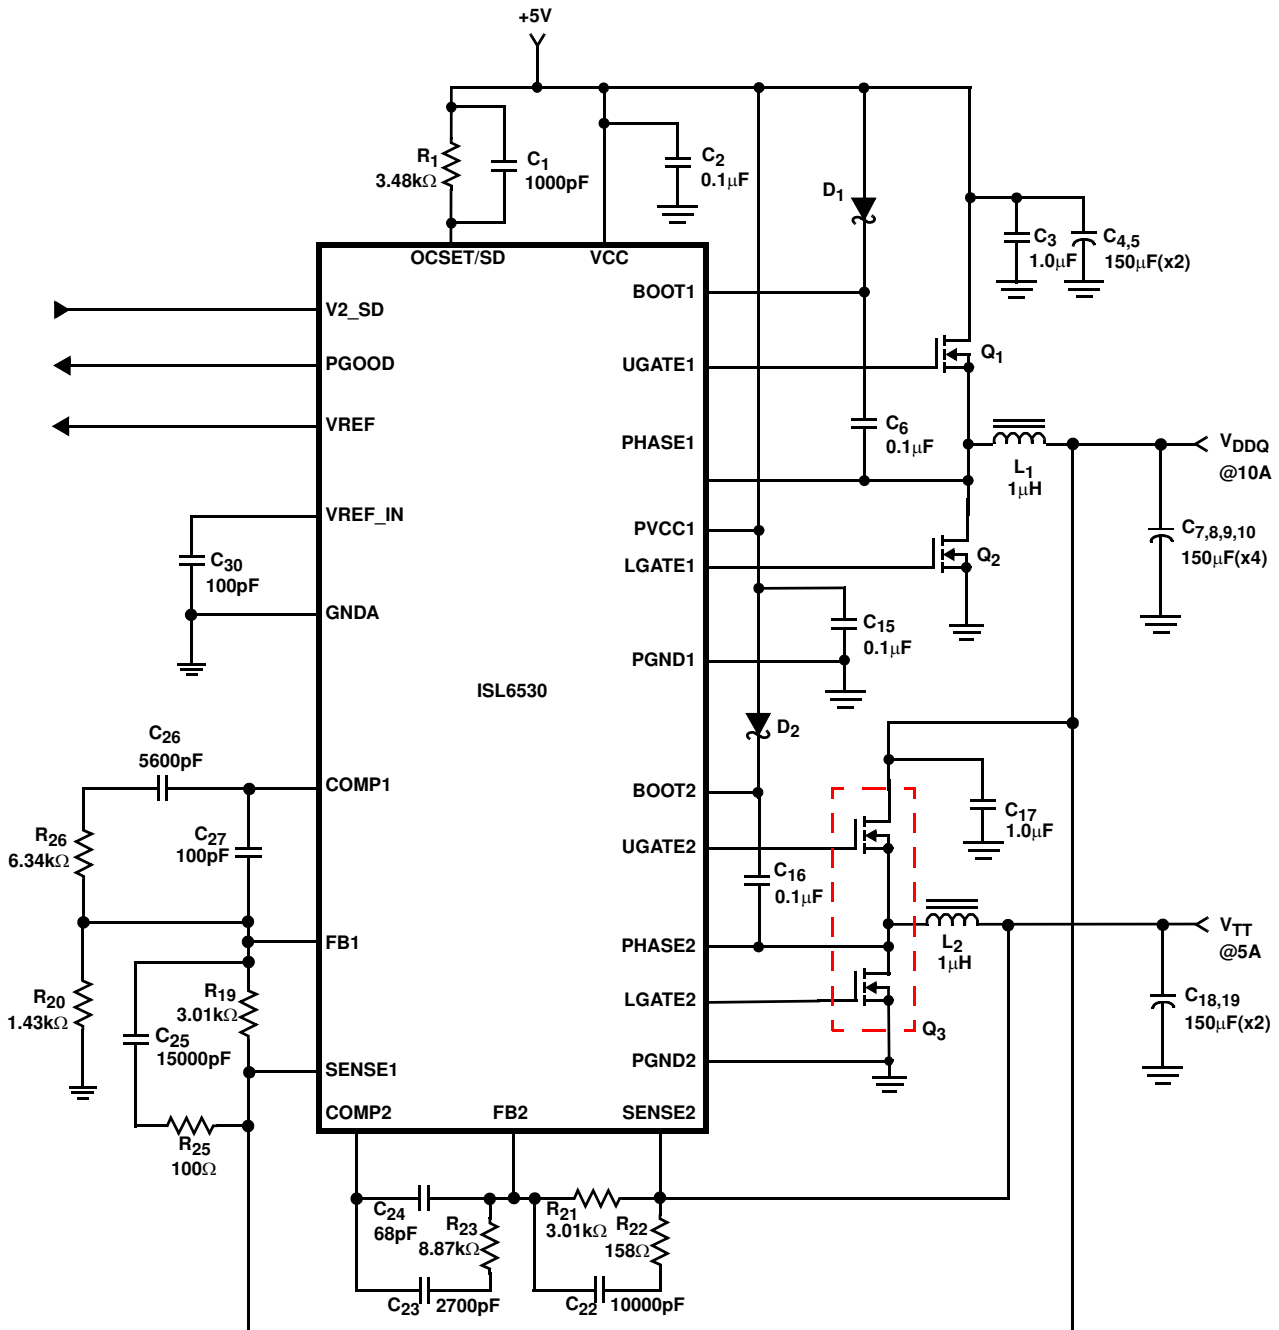 +5V
R1
3.48kΩ
C1
1000pF
C2
0.1μF
D1
C3
1.0μF
C4,5
150μF(x2)
OCSET/SD
VCC
V2_SD
PGOOD
VREF
VREF_IN
GNDA
BOOT1
UGATE1
PHASE1
PVCC1
LGATE1
PGND1
ISL6530
Q1
C6
0.1μF
L1
1μH
VDDQ
@10A
Q2
C7,8,9,10
150μF(x4)
C30
100pF
C15
0.1μF
D2
C26
5600pF
COMP1
BOOT2
C17
1.0μF
R26
6.34kΩ
C27
100pF
UGATE2
C16
0.1μF
FB1
PHASE2
L2
1μH
VTT
@5A
R20
1.43kΩ
R19
3.01kΩ
C25
15000pF
LGATE2
Q3
C18,19
150μF(x2)
SENSE1
PGND2
COMP2
FB2
SENSE2
R25
100Ω
C24
68pF
R23
8.87kΩ
R21
3.01kΩ
R22
158Ω
C23
2700pF
C22
10000pF